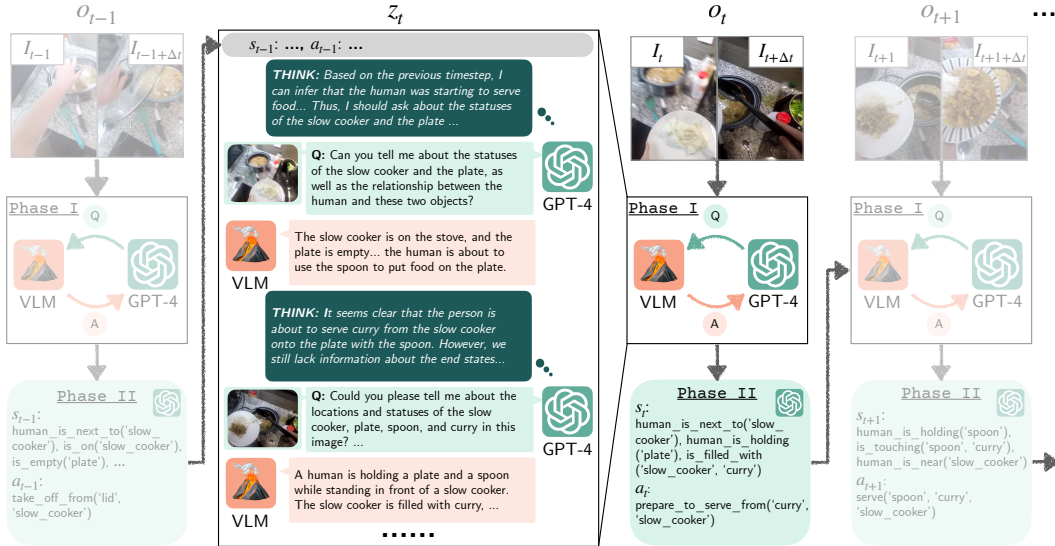 o_{t−1}
I_{t−1}
I_{t−1+Δt}
Phase I
Q
VLM
GPT-4
A
Phase II
s_{t−1}:
human_is_next_to('slow_
cooker'), is_on('slow_cooker'),
is_empty('plate'), ...
a_{t−1}:
take_off_from('lid',
'slow_cooker')
z_t
s_{t−1}: ..., a_{t−1}: ...
THINK: Based on the previous timestep, I
can infer that the human was starting to serve
food... Thus, I should ask about the statuses
of the slow cooker and the plate ...
Q: Can you tell me about the statuses
of the slow cooker and the plate, as
well as the relationship between the
human and these two objects?
GPT-4
The slow cooker is on the stove, and the
plate is empty... the human is about to
use the spoon to put food on the plate.
VLM
THINK: It seems clear that the person is
about to serve curry from the slow cooker
onto the plate with the spoon. However, we
still lack information about the end states...
Q: Could you please tell me about the
locations and statuses of the slow
cooker, plate, spoon, and curry in
this image? ...
GPT-4
A human is holding a plate and a spoon
while standing in front of a slow cooker.
The slow cooker is filled with curry, ...
VLM
......
o_t
I_t
I_{t+Δt}
Phase I
Q
VLM
GPT-4
A
Phase II
s_t:
human_is_next_to('slow_
cooker'), human_is_holding
('plate'), is_filled_with
('slow_cooker', 'curry')
a_t:
prepare_to_serve_from('curry',
'slow_cooker')
o_{t+1}
...
I_{t+1}
I_{t+1+Δt}
Phase I
Q
VLM
GPT-4
A
Phase II
s_{t+1}:
human_is_holding('spoon'),
is_touching('spoon', 'curry'),
human_is_near('slow_cooker')
a_{t+1}:
serve('spoon', 'curry',
'slow_cooker')